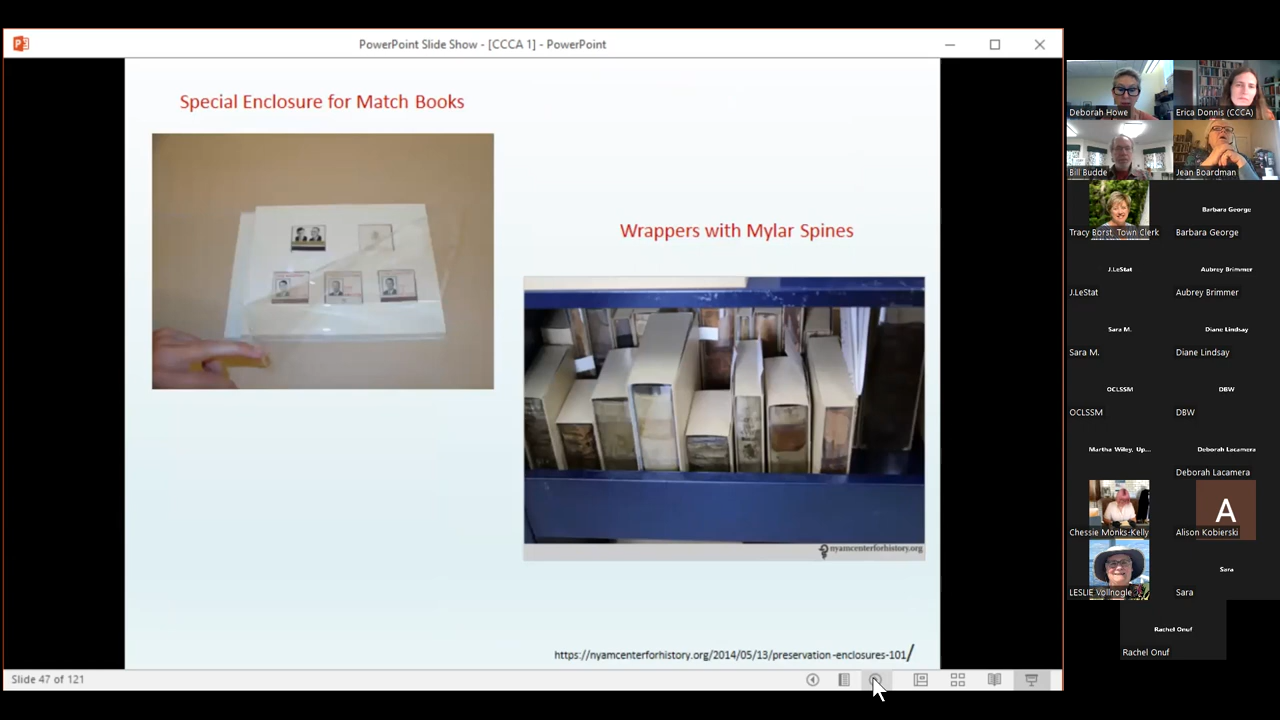 PowerPoint Slide Show - [CCCA 1] - PowerPoint
Special Enclosure for Match Books
Wrappers with Mylar Spines
nyamcenterforhistory.org
https://nyamcenterforhistory.org/2014/05/13/preservation-enclosures-101/
Slide 47 of 121
Deborah Howe
Erica Donnis (CCCA)
Bill Budde
Jean Boardman
Tracy Borst, Town Clerk
Barbara George
Barbara George
J.LeStat
J.LeStat
Aubrey Brimmer
Aubrey Brimmer
Sara M.
Sara M.
Diane Lindsay
Diane Lindsay
OCLSSM
OCLSSM
DBW
DBW
Martha Wiley, Up...
Deborah Lacamera
Deborah Lacamera
Chessie Monks-Kelly
A
Alison Kobierski
LESLIE Vollnogle
Sara
Sara
Rachel Onuf
Rachel Onuf